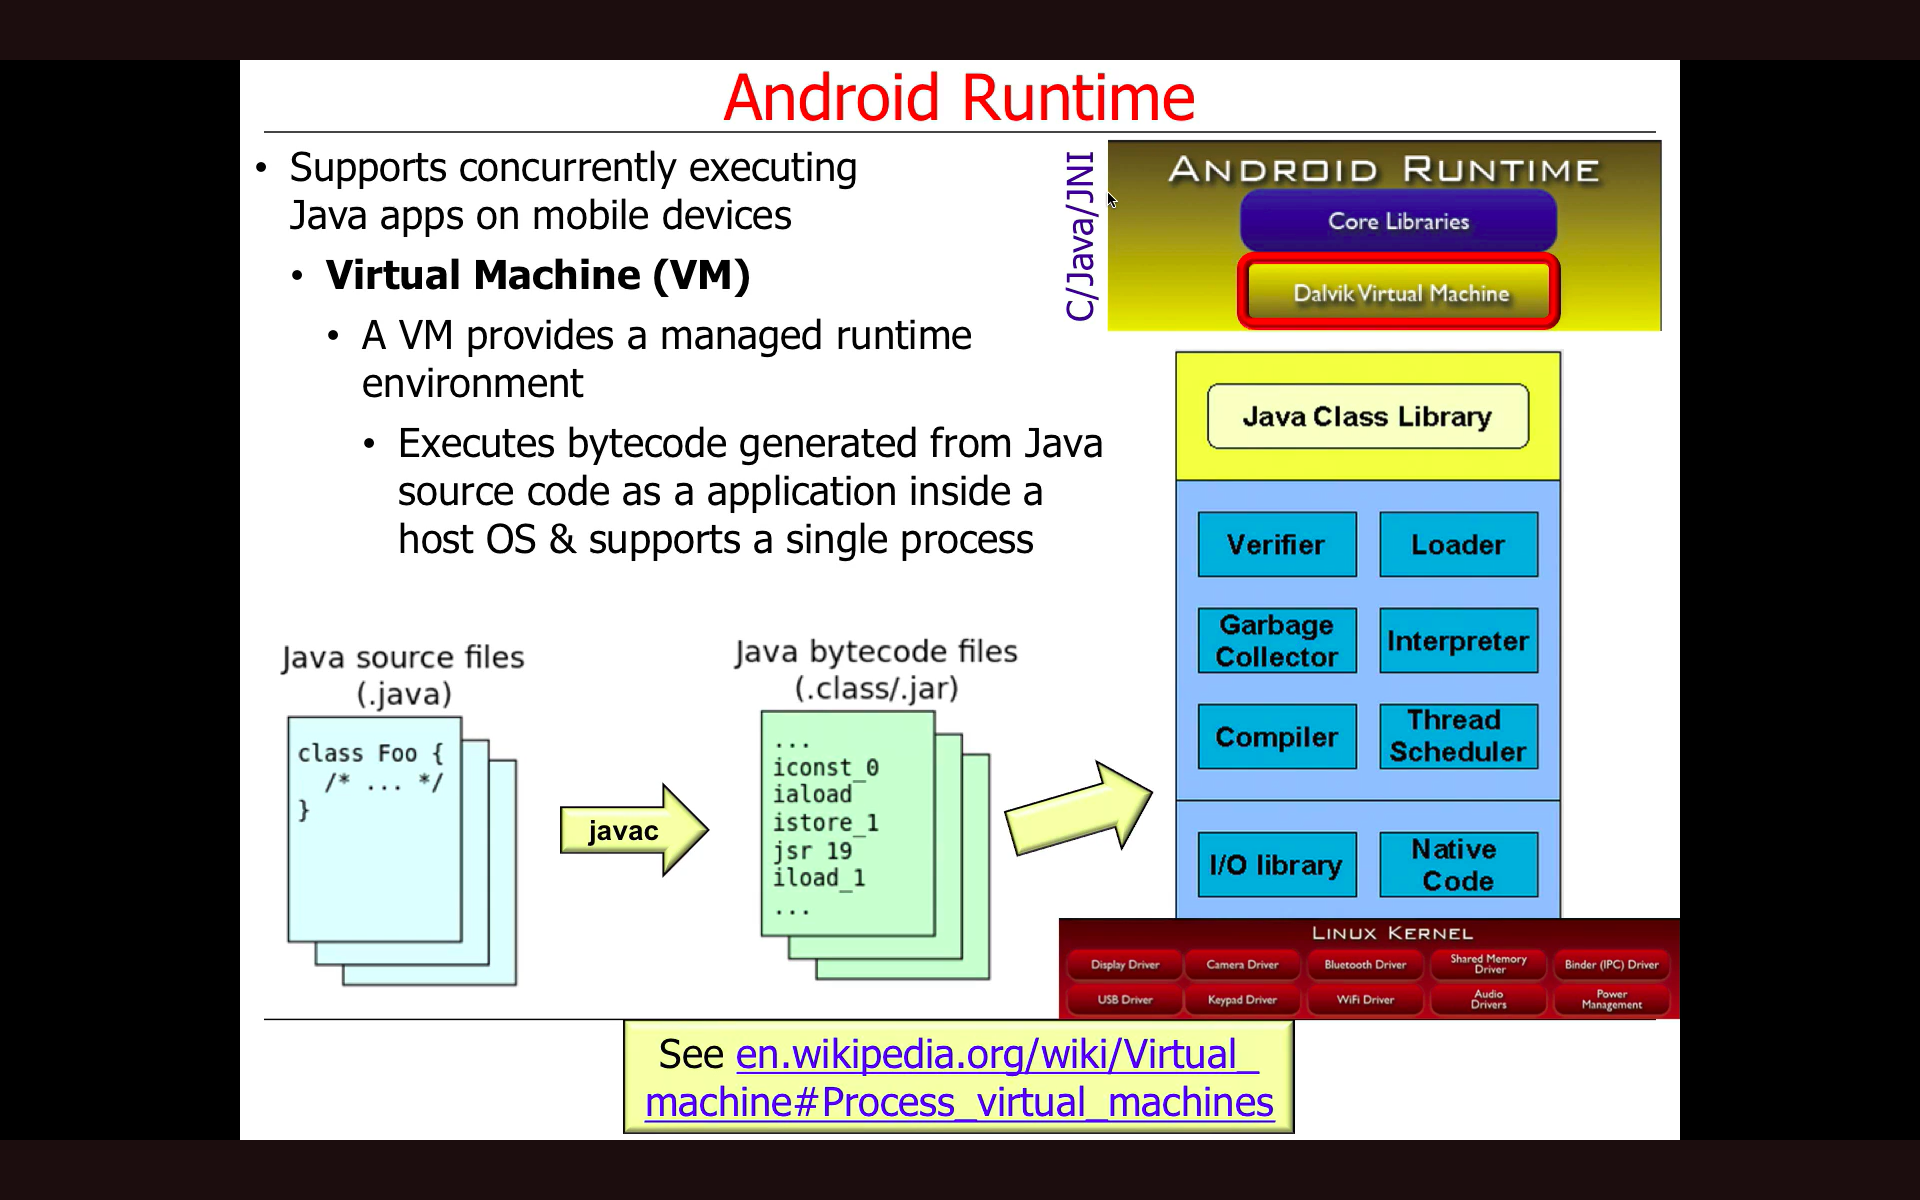 Android Runtime
• Supports concurrently executing
Java apps on mobile devices
• Virtual Machine (VM)
• A VM provides a managed runtime
environment
• Executes bytecode generated from Java
source code as a application inside a
host OS & supports a single process
C/Java/JNI
ANDROID RUNTIME
Core Libraries
Dalvik Virtual Machine
Java Class Library
Verifier
Loader
Garbage
Collector
Interpreter
Compiler
Thread
Scheduler
I/O library
Native
Code
Java source files
(.java)
class Foo {
/* ... */
}
javac
Java bytecode files
(.class/.jar)
...
iconst_0
iaload
istore_1
jsr 19
iload_1
...
LINUX KERNEL
Display Driver
Camera Driver
Bluetooth Driver
Shared Memory
Driver
Binder (IPC) Driver
USB Driver
Keypad Driver
WiFi Driver
Audio
Drivers
Power
Management
See en.wikipedia.org/wiki/Virtual_
machine#Process_virtual_machines